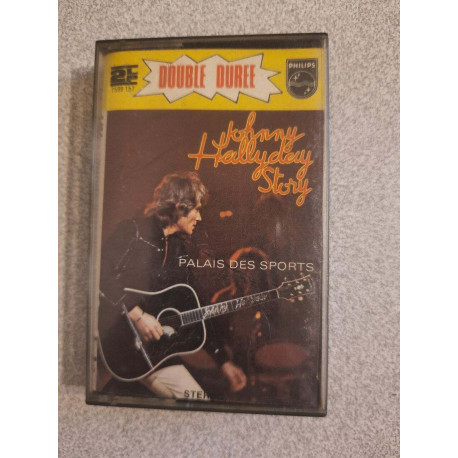 DOUBLE DUREE
PHILIPS
Johnny
Hallyday
Story
PALAIS DES SPORTS